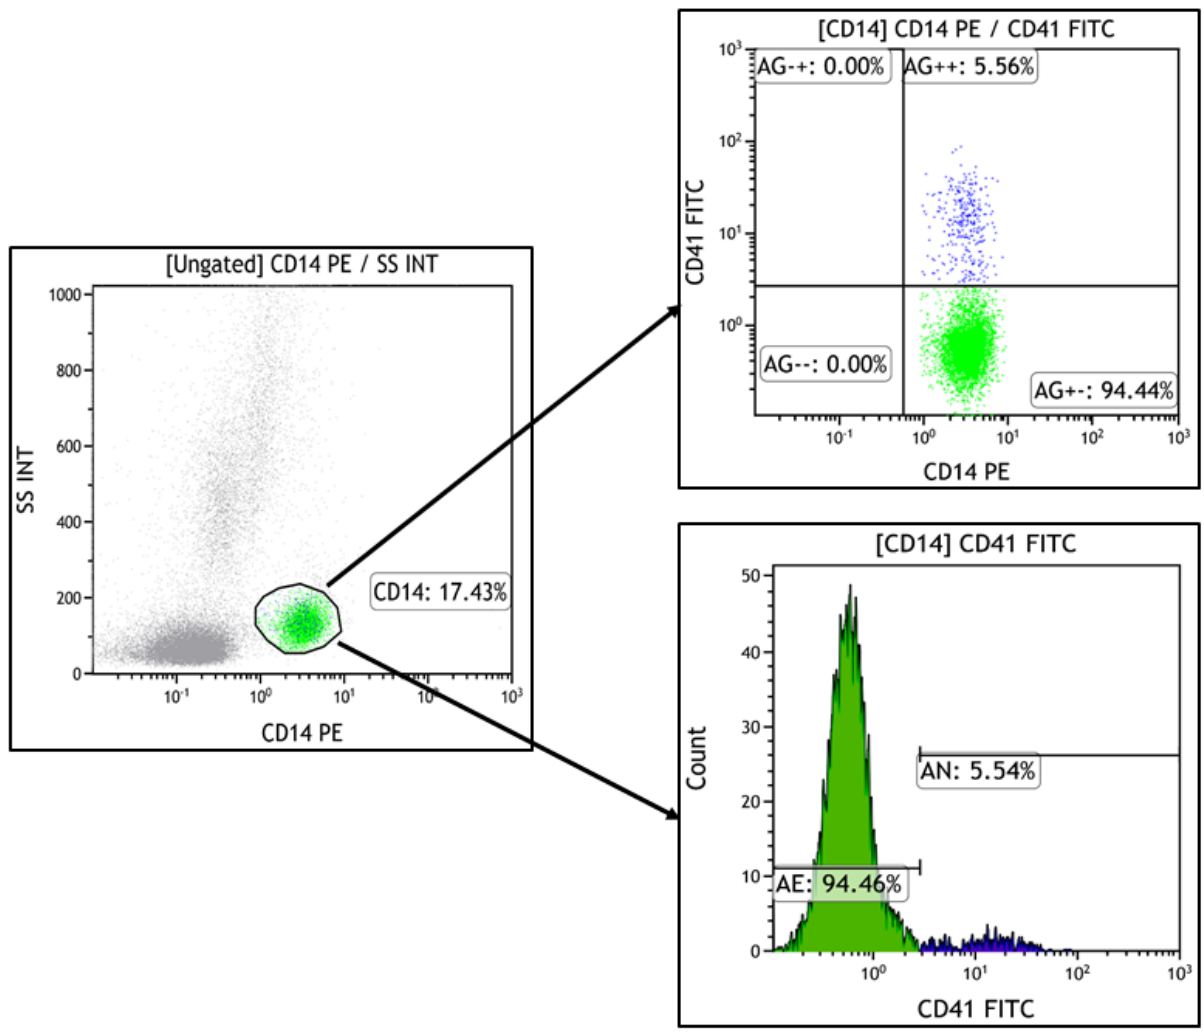 [Ungated] CD14 PE / SS INT
1000
800
600
400
200
0
SS INT
CD14: 17.43%
10-1
100
101
102
103
CD14 PE
[CD14] CD14 PE / CD41 FITC
103
102
101
100
CD41 FITC
AG-+: 0.00%
AG++: 5.56%
AG--: 0.00%
AG+-: 94.44%
10-1
100
101
102
103
CD14 PE
[CD14] CD41 FITC
50
40
30
20
10
0
Count
AN: 5.54%
AE: 94.46%
100
101
102
103
CD41 FITC